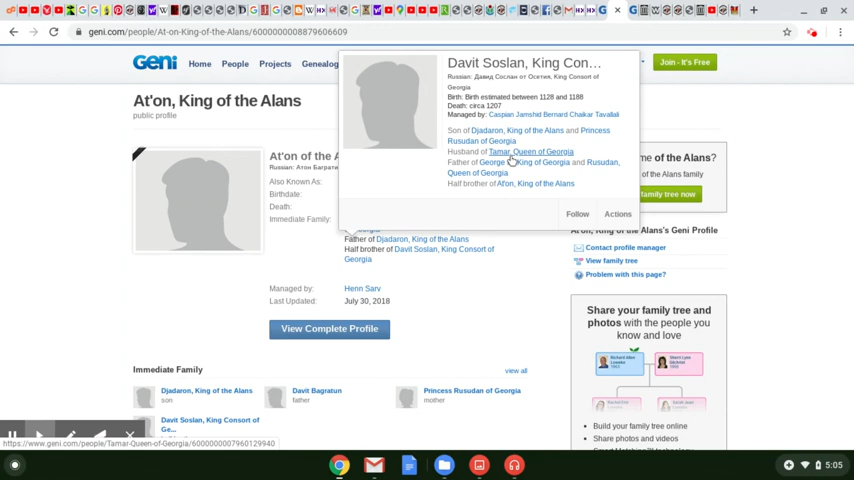 geni.com/people/At-on-King-of-the-Alans/6000000008879606609
Geni
Home People Projects Genealog
Join - It's Free
At'on, King of the Alans
public profile
At'on of the A
Also Known As:
Birthdate:
Death:
Immediate Family:
Davit Soslan, King Con...
Russian: Давид Сослан от Осетия, King Consort of
Georgia
Birth: Birth estimated between 1128 and 1188
Death: circa 1207
Managed by: Caspian Jamshid Bernard Chaikar Tavallali
Son of Djadaron, King of the Alans and Princess
Rusudan of Georgia
Husband of Tamar, Queen of Georgia
Father of George King of Georgia and Rusudan,
Queen of Georgia
Half brother of At'on, King of the Alans
Follow Actions
Father of Djadaron, King of the Alans
Half brother of Davit Soslan, King Consort of
Georgia
Managed by: Henn Sarv
Last Updated: July 30, 2018
View Complete Profile
me of the Alans?
of the Alans family
family tree now
At'on, King of the Alans's Geni Profile
Contact profile manager
View family tree
Problem with this page?
Share your family tree and
photos with the people you
know and love
Build your family tree online
Share photos and videos
Immediate Family
view all
Djadaron, King of the Alans
son
Davit Bagratun
father
Princess Rusudan of Georgia
mother
Davit Soslan, King Consort of
Ge...
https://www.geni.com/people/Tamar-Queen-of-Georgia/6000000007960129940
5:05